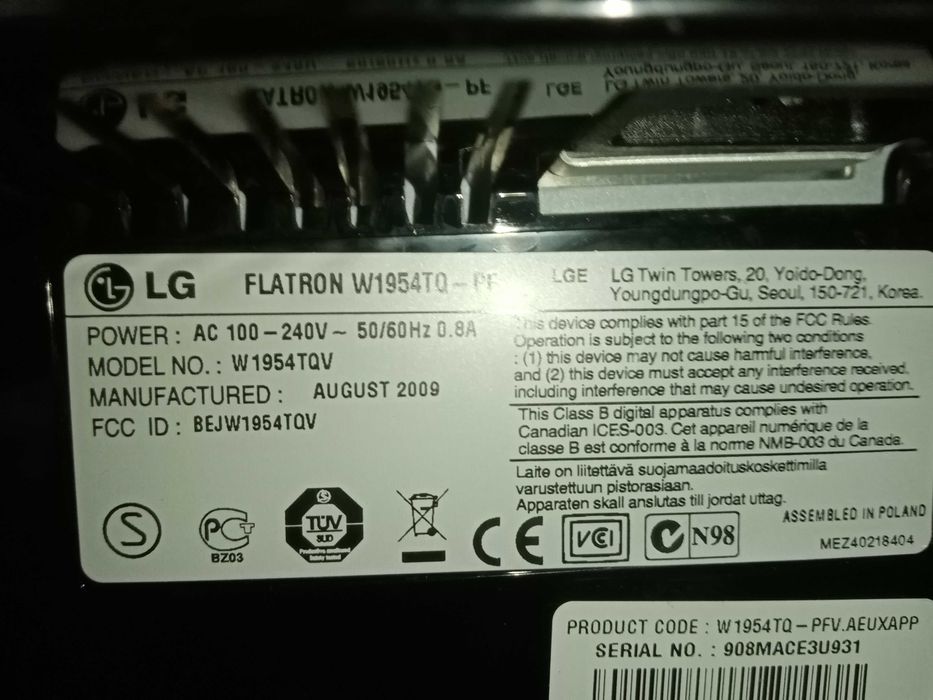 LG FLATRON W1954TQ-PF LGE
LG Twin Towers, 20, Yoido-Dong,
Youngdungpo-Gu, Seoul, 150-721, Korea.
POWER : AC 100-240V ~ 50/60Hz 0.8A
MODEL NO. : W1954TQV
MANUFACTURED : AUGUST 2009
FCC ID : BEJW1954TQV
This device complies with part 15 of the FCC Rules.
Operation is subject to the following two conditions
: (1) this device may not cause harmful interference,
and (2) this device must accept any interference received,
including interference that may cause undesired operation.
This Class B digital apparatus complies with
Canadian ICES-003. Cet appareil numérique de la
classe B est conforme à la norme NMB-003 du Canada.
Laite on liitettävä suojamaadoituskoskettimilla
varustettuun pistorasiaan.
Apparaten skall anslutas till jordat uttag.
S
PCT
BZ03
S
TÜV
SUD
CE
VCCI
N98
ASSEMBLED IN POLAND
MEZ40218404
PRODUCT CODE : W1954TQ-PFV.AEUXAPP
SERIAL NO. : 908MACE3U931